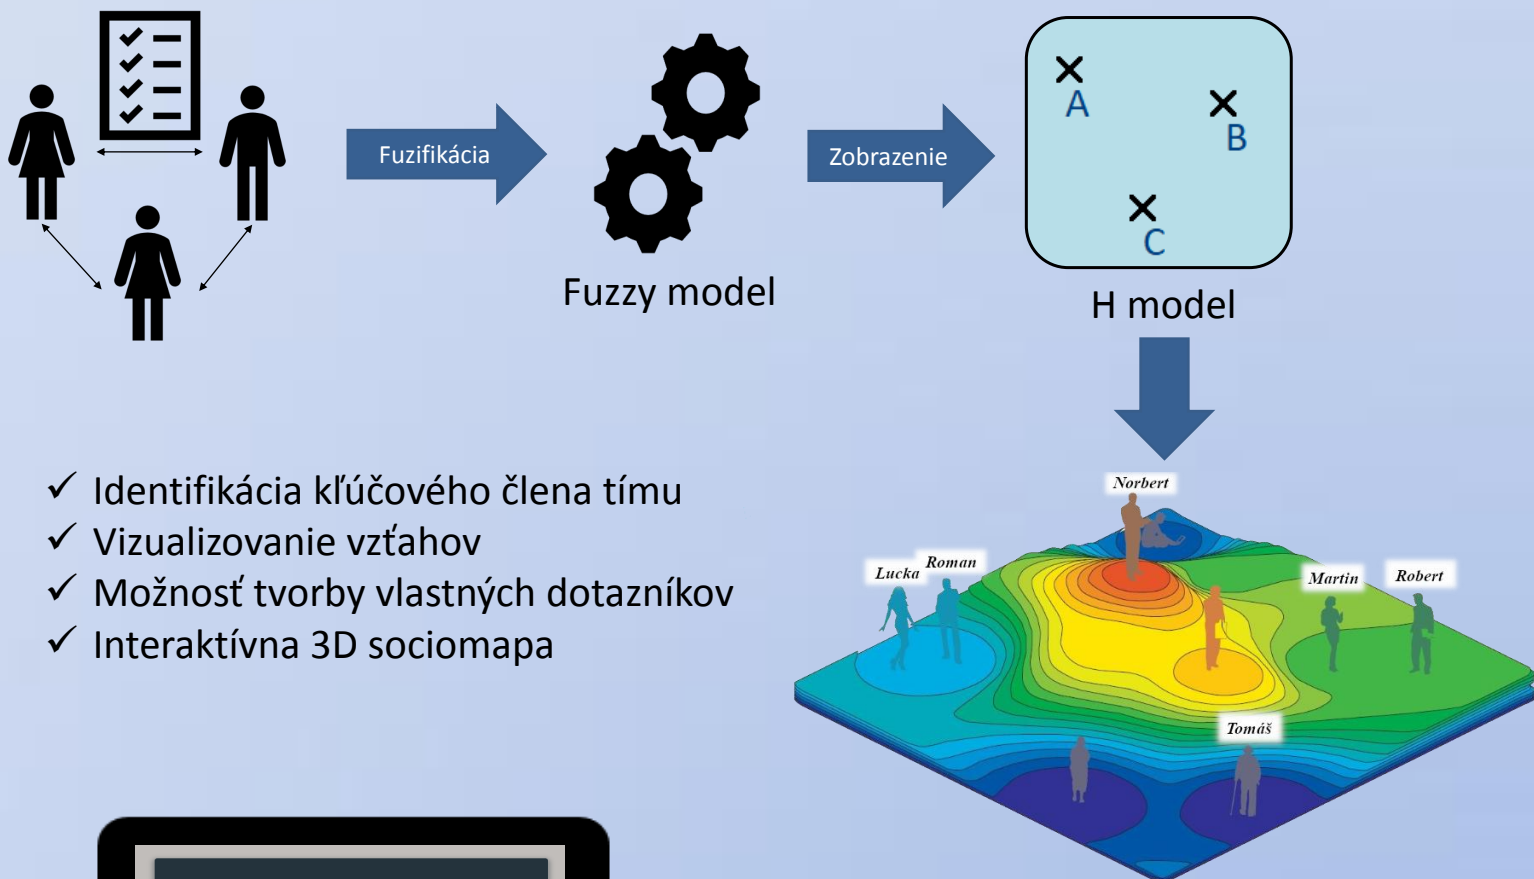 Fuzifikácia
Zobrazenie
A
B
C
Fuzzy model
H model
✓ Identifikácia kľúčového člena tímu
✓ Vizualizovanie vzťahov
✓ Možnosť tvorby vlastných dotazníkov
✓ Interaktívna 3D sociomapa
Norbert
Lucka
Roman
Martin
Robert
Tomáš